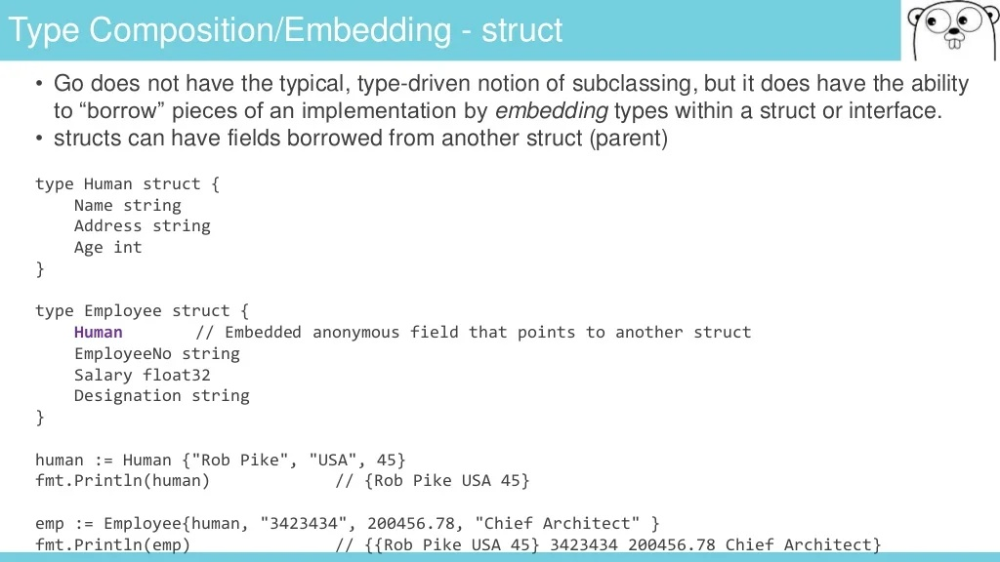 Type Composition/Embedding - struct
• Go does not have the typical, type-driven notion of subclassing, but it does have the ability
to “borrow” pieces of an implementation by embedding types within a struct or interface.
• structs can have fields borrowed from another struct (parent)
type Human struct {
    Name string
    Address string
    Age int
}
type Employee struct {
    Human // Embedded anonymous field that points to another struct
    EmployeeNo string
    Salary float32
    Designation string
}
human := Human {"Rob Pike", "USA", 45}
fmt.Println(human) // {Rob Pike USA 45}
emp := Employee{human, "3423434", 200456.78, "Chief Architect" }
fmt.Println(emp) // {{Rob Pike USA 45} 3423434 200456.78 Chief Architect}